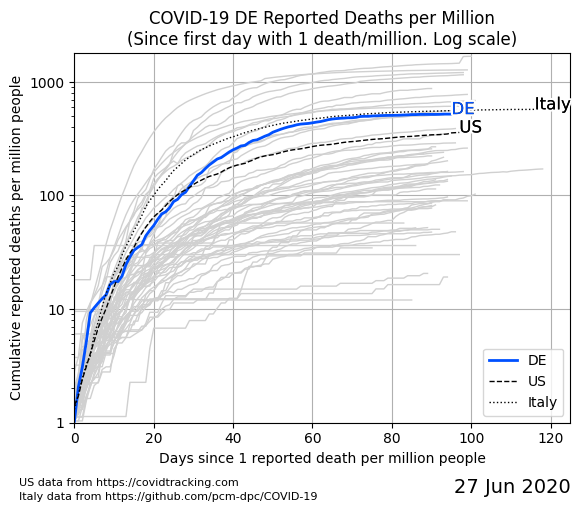 COVID-19 DE Reported Deaths per Million
(Since first day with 1 death/million. Log scale)
Cumulative reported deaths per million people
1000
100
10
1
DE
US
Italy
DE
US
Italy
0 20 40 60 80 100 120
Days since 1 reported death per million people
US data from https://covidtracking.com
Italy data from https://github.com/pcm-dpc/COVID-19
27 Jun 2020